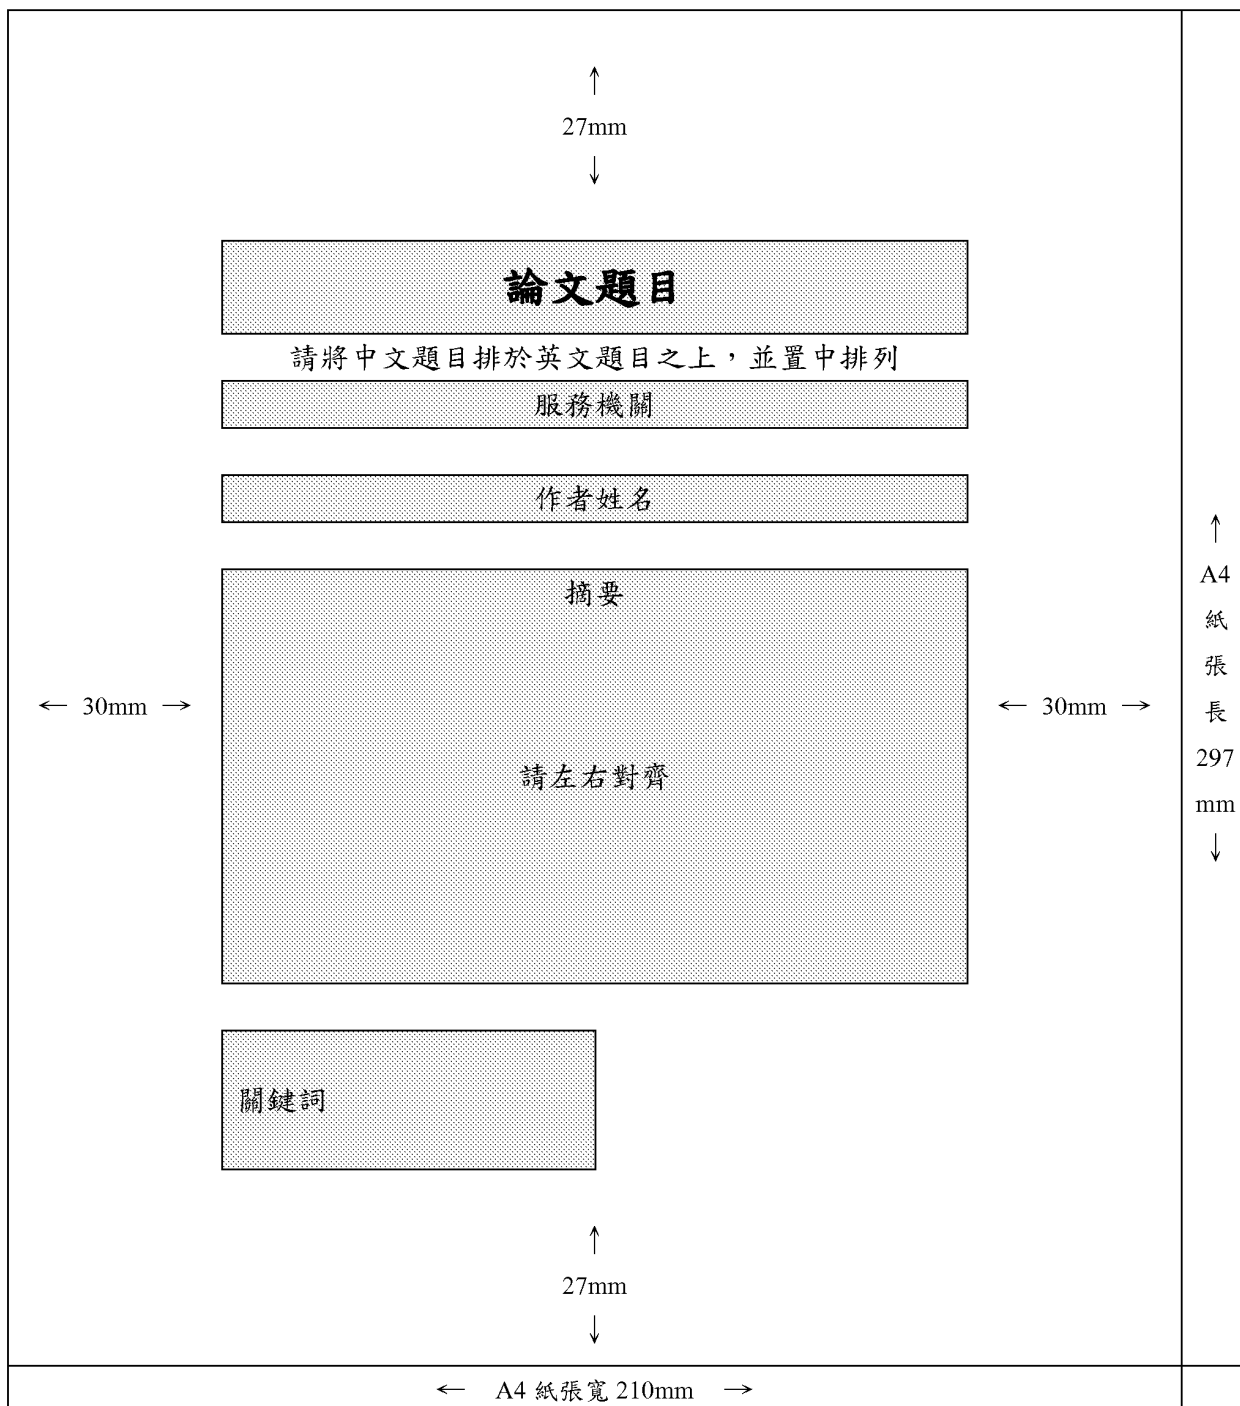 ↑
27mm
↓
論文題目
請將中文題目排於英文題目之上，並置中排列
服務機關
作者姓名
摘要
← 30mm →
請左右對齊
← 30mm →
關鍵詞
↑
27mm
↓
← A4 紙張寬 210mm →
↑
A4
紙
張
長
297
mm
↓